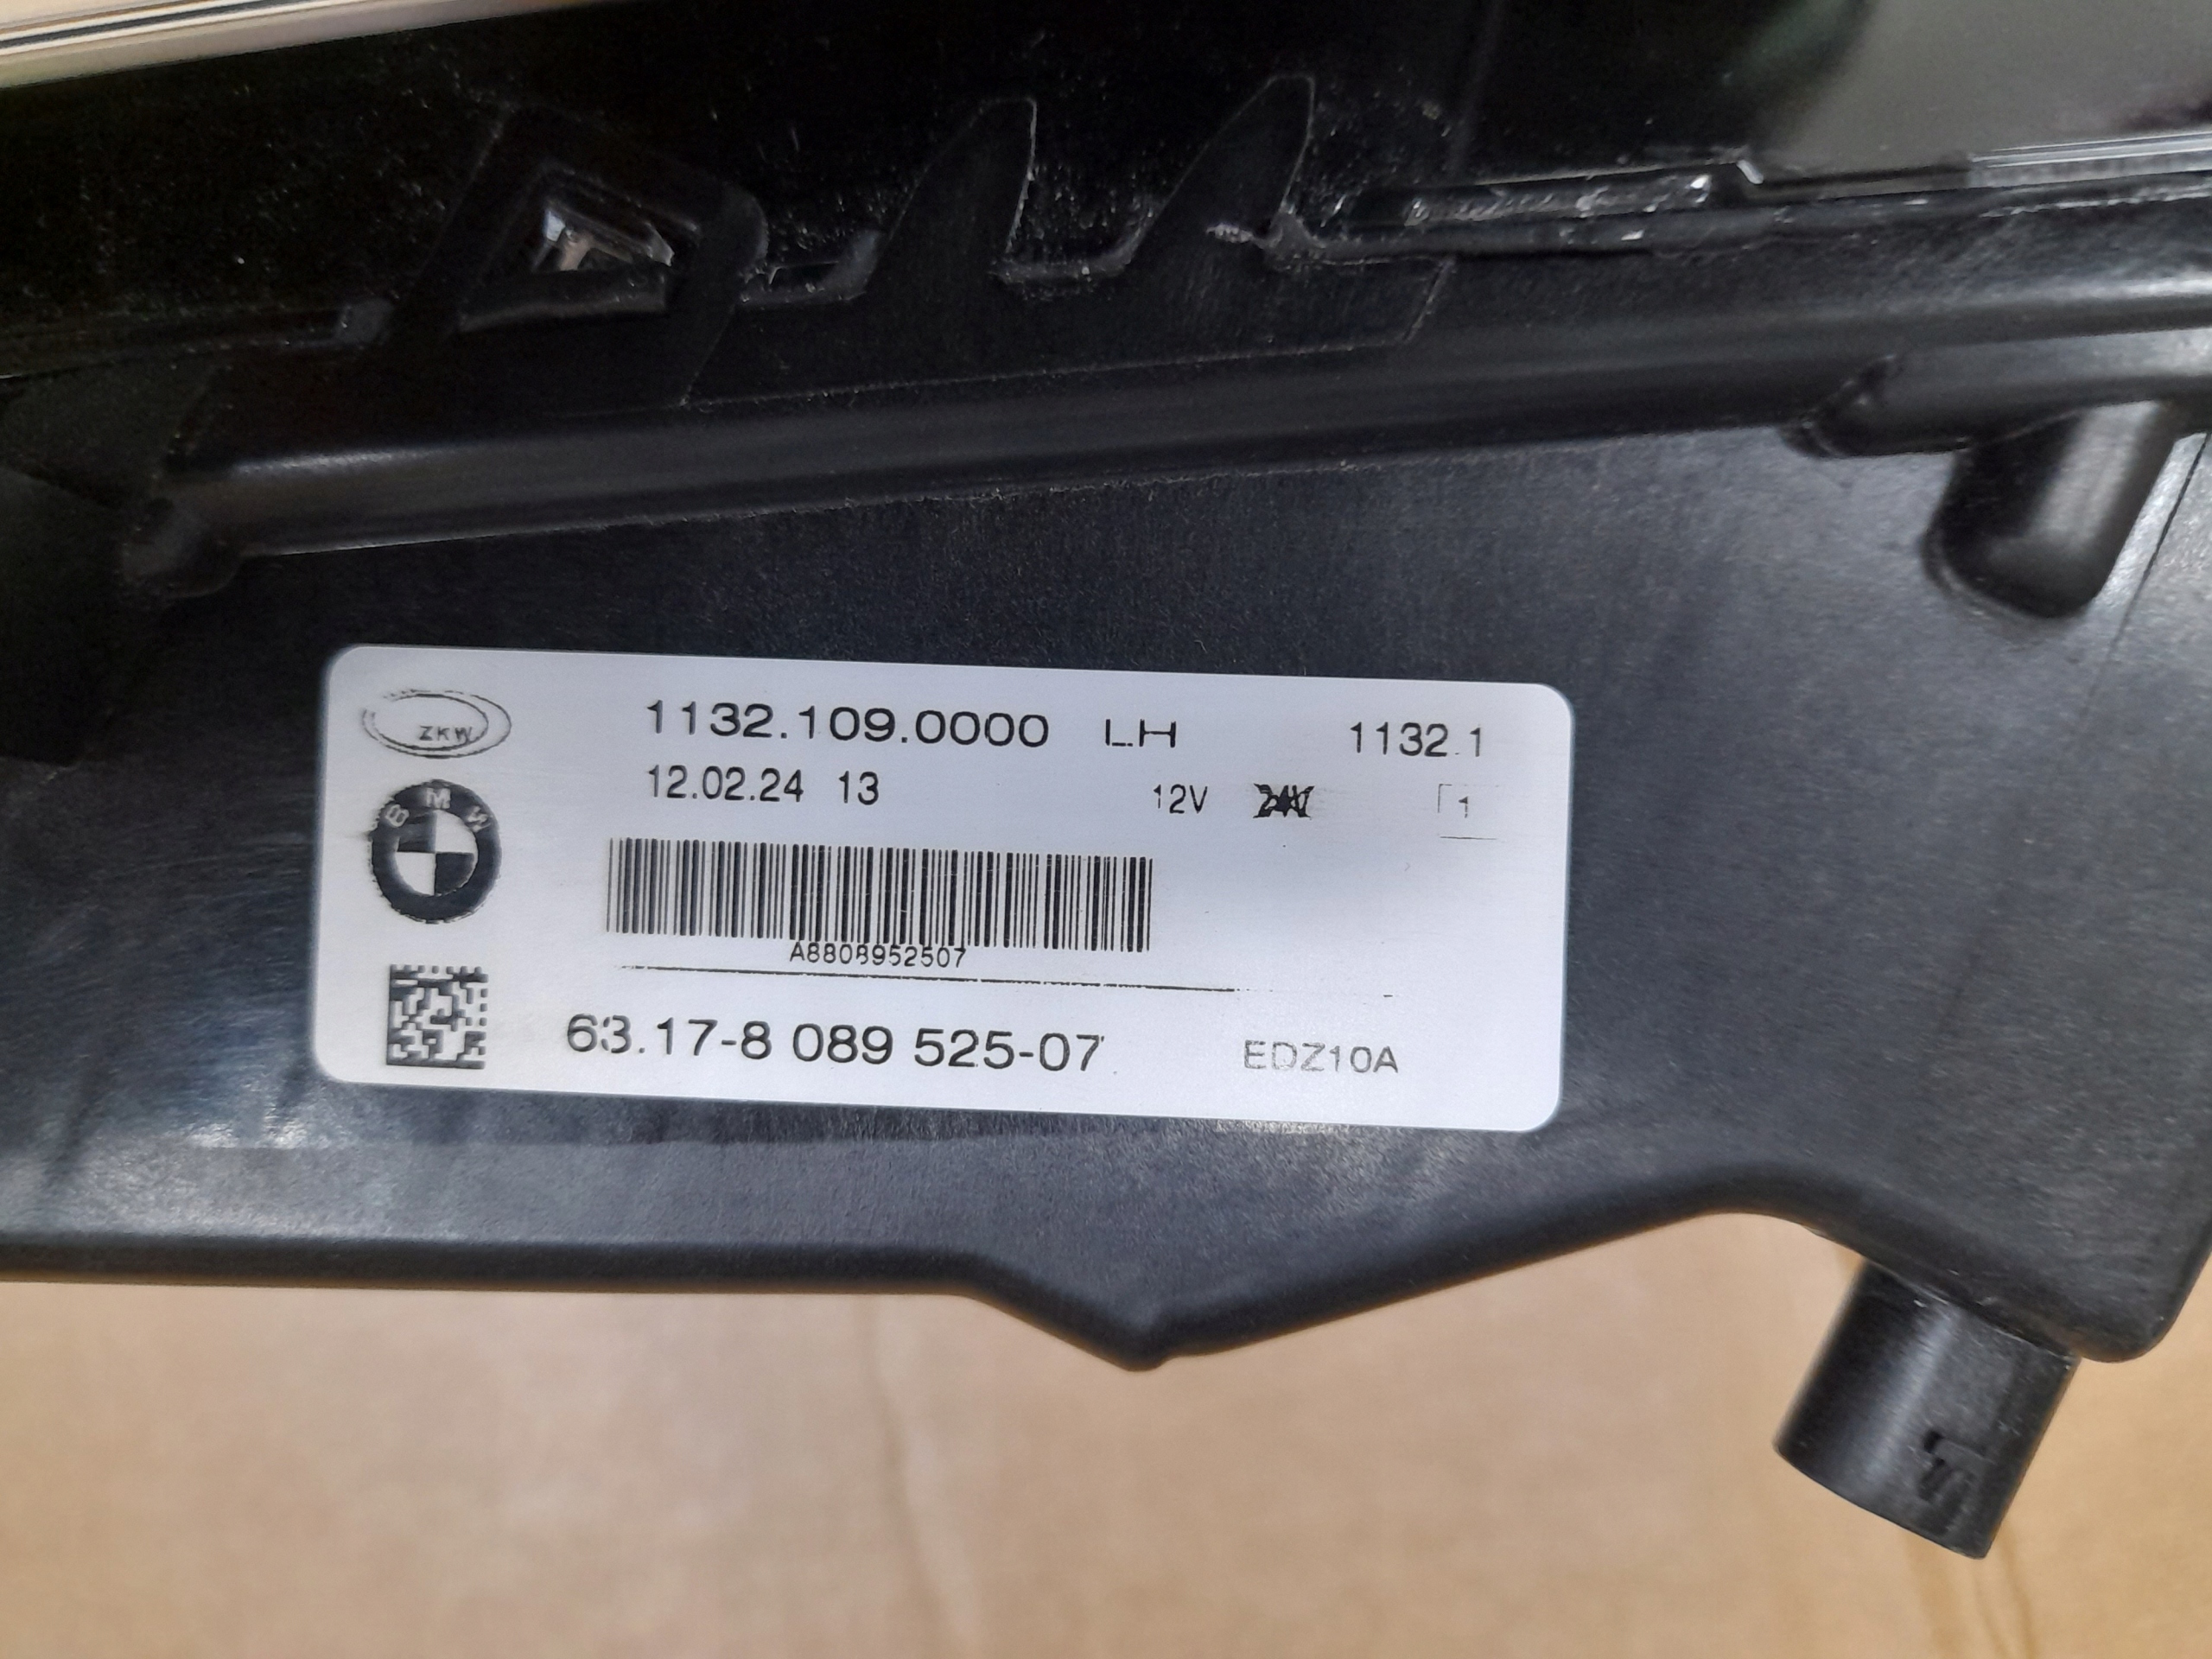 ZKW
1132.109.0000 LH 1132.1
12.02.24 13 12V 24V 1
BMW
A8808952507
63.17-8 089 525-07 EDZ10A